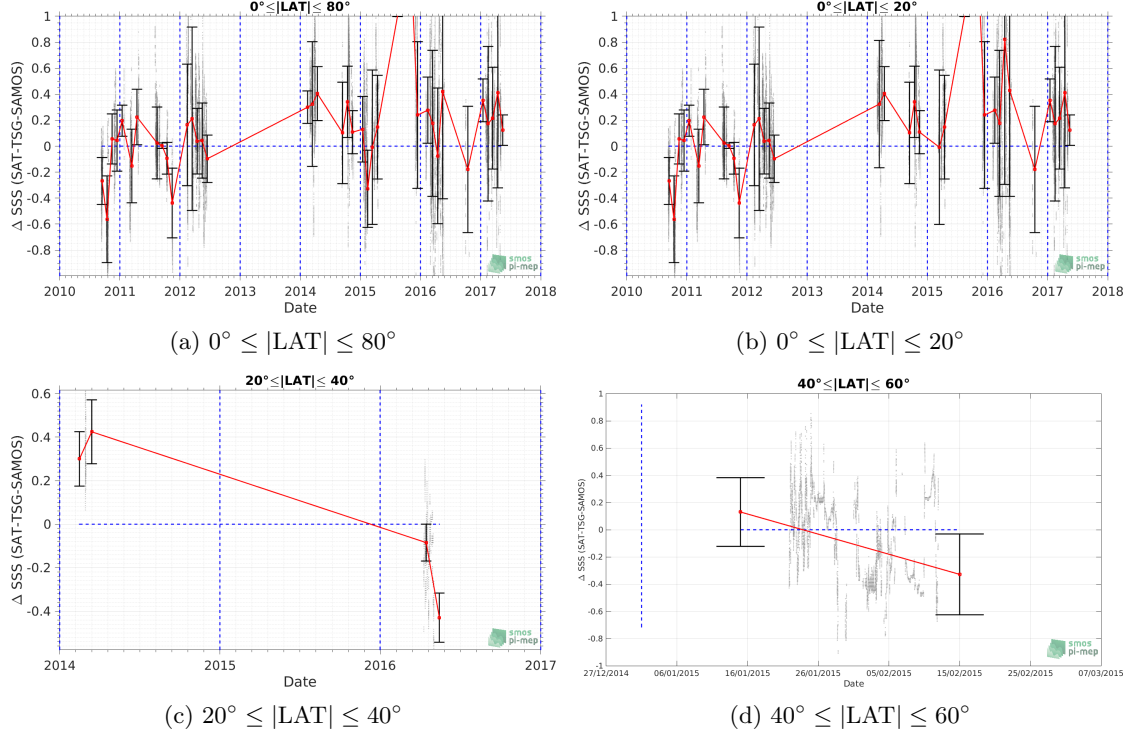 0°≤|LAT|≤ 80°
Δ SSS (SAT-TSG-SAMOS)
1
0.8
0.6
0.4
0.2
0
-0.2
-0.4
-0.6
-0.8
2010 2011 2012 2013 2014 2015 2016 2017 2018
Date
smos
pi-mep
(a) 0° ≤ |LAT| ≤ 80°
0°≤|LAT|≤ 20°
Δ SSS (SAT-TSG-SAMOS)
1
0.8
0.6
0.4
0.2
0
-0.2
-0.4
-0.6
-0.8
2010 2011 2012 2013 2014 2015 2016 2017 2018
Date
smos
pi-mep
(b) 0° ≤ |LAT| ≤ 20°
20°≤|LAT|≤ 40°
Δ SSS (SAT-TSG-SAMOS)
0.6
0.4
0.2
0
-0.2
-0.4
2014 2015 2016 2017
Date
smos
pi-mep
(c) 20° ≤ |LAT| ≤ 40°
40°≤|LAT|≤ 60°
Δ SSS (SAT-TSG-SAMOS)
1
0.8
0.6
0.4
0.2
0
-0.2
-0.4
-0.6
-0.8
-1
27/12/2014 06/01/2015 16/01/2015 26/01/2015 05/02/2015 15/02/2015 25/02/2015 07/03/2015
Date
smos
pi-mep
(d) 40° ≤ |LAT| ≤ 60°